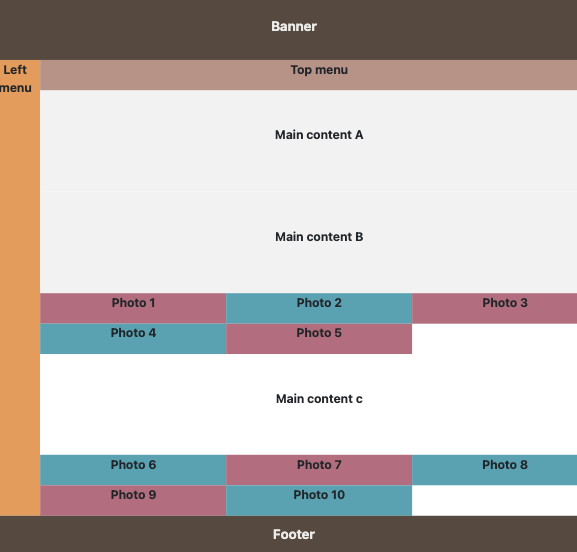 Banner
Left
menu
Top menu
Main content A
Main content B
Photo 1
Photo 2
Photo 3
Photo 4
Photo 5
Main content c
Photo 6
Photo 7
Photo 8
Photo 9
Photo 10
Footer